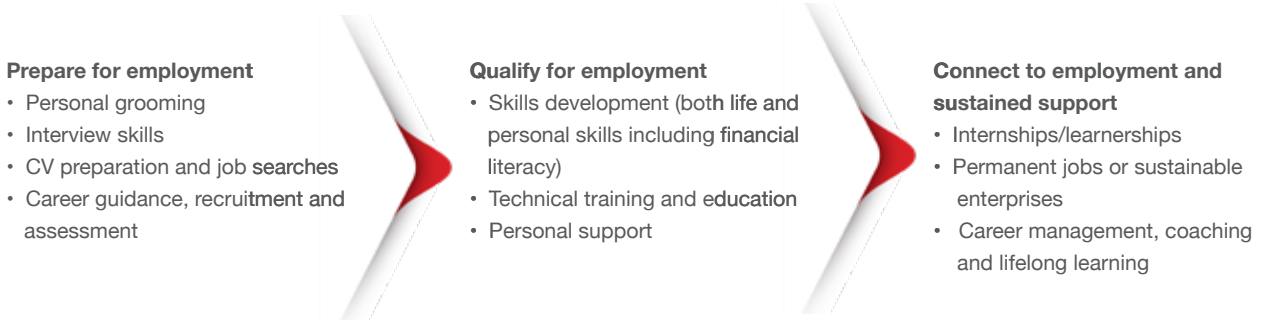 Prepare for employment
• Personal grooming
• Interview skills
• CV preparation and job searches
• Career guidance, recruitment and
assessment
Qualify for employment
• Skills development (both life and
personal skills including financial
literacy)
• Technical training and education
• Personal support
Connect to employment and
sustained support
• Internships/learnerships
• Permanent jobs or sustainable
enterprises
• Career management, coaching
and lifelong learning